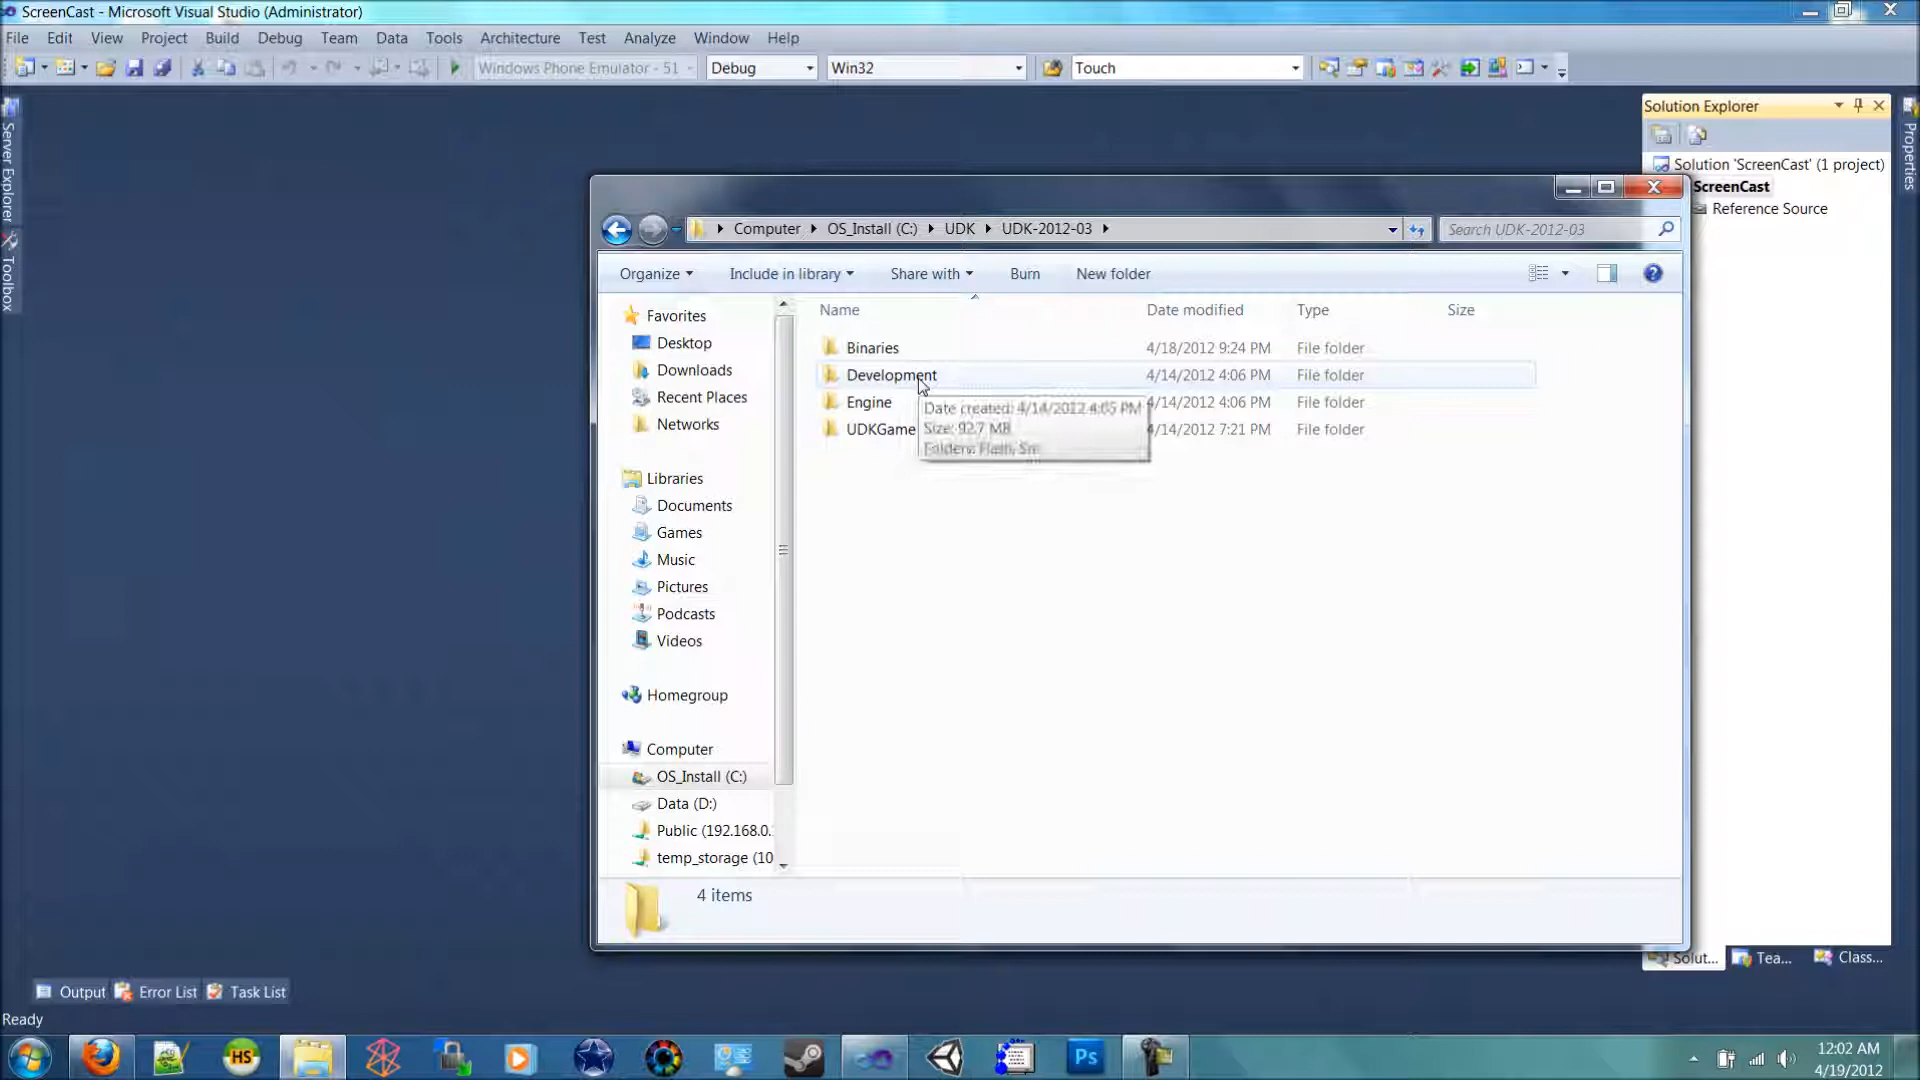 ScreenCast - Microsoft Visual Studio (Administrator)
File Edit View Project Build Debug Team Data Tools Architecture Test Analyze Window Help
Windows Phone Emulator - 51 Debug Win32 Touch
Server Explorer
Toolbox
Solution Explorer
Solution 'ScreenCast' (1 project)
ScreenCast
Reference Source
Properties
Computer OS_Install (C:) UDK UDK-2012-03
Search UDK-2012-03
Organize Include in library Share with Burn New folder
Name Date modified Type Size
Binaries 4/18/2012 9:24 PM File folder
Development 4/14/2012 4:06 PM File folder
Engine 4/14/2012 4:06 PM File folder
UDKGame 4/14/2012 7:21 PM File folder
Date created: 4/14/2012 4:05 PM
Size: 92.7 MB
Folders: Flash, Src
Favorites
Desktop
Downloads
Recent Places
Networks
Libraries
Documents
Games
Music
Pictures
Podcasts
Videos
Homegroup
Computer
OS_Install (C:)
Data (D:)
Public (192.168.0.
temp_storage (10
4 items
Solut... Tea... Class...
Output Error List Task List
Ready
HS
Ps
12:02 AM
4/19/2012